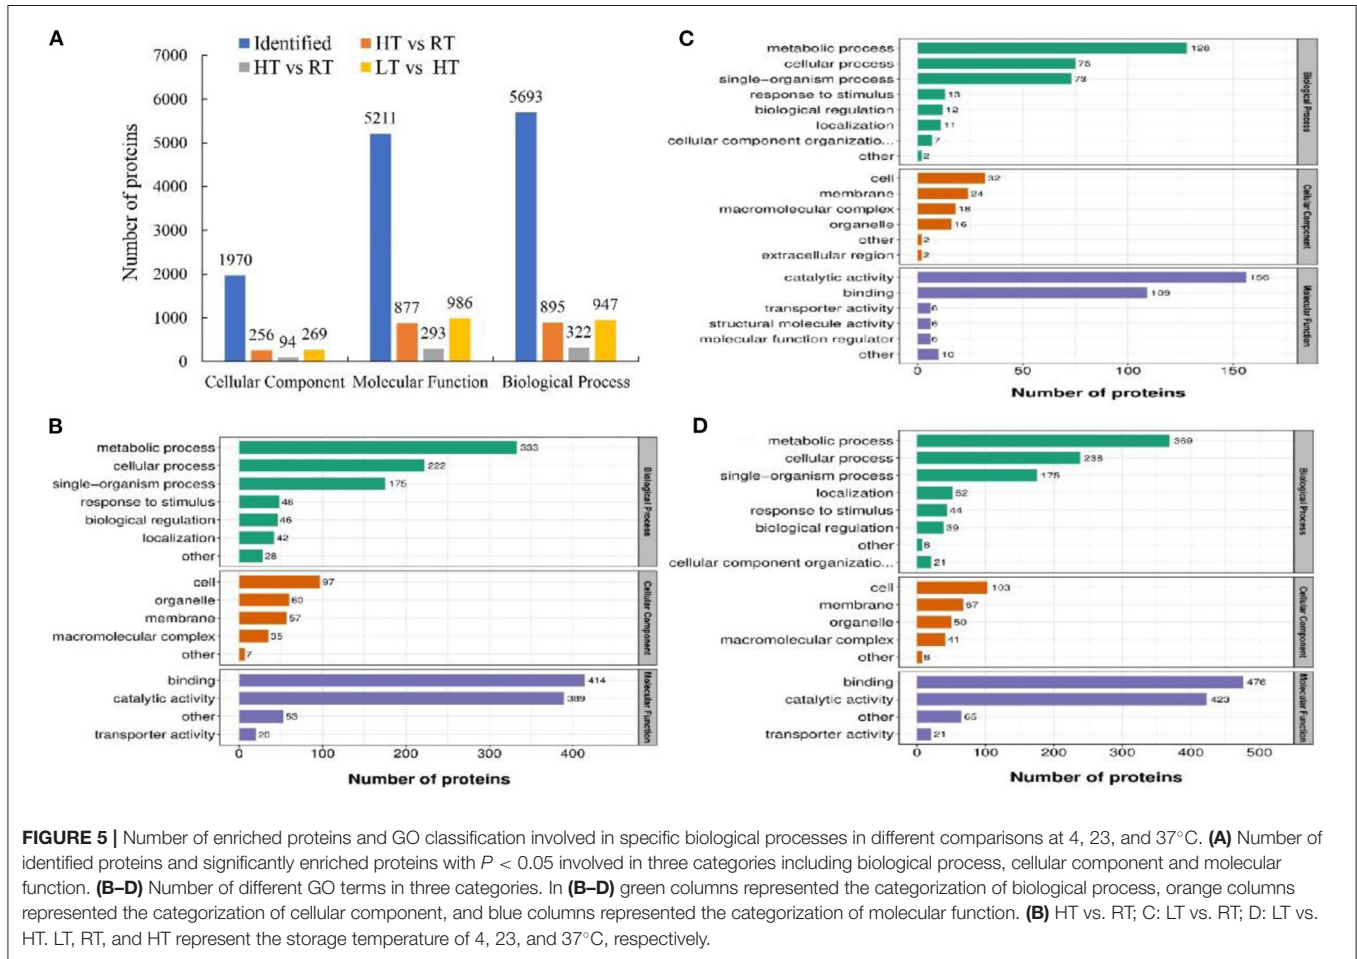 A
Identified
HT vs RT
HT vs RT
LT vs HT
Number of proteins
7000
6000
5000
4000
3000
2000
1000
0
1970
256
94
269
5211
877
293
986
5693
895
322
947
Cellular Component
Molecular Function
Biological Process
C
metabolic process 128
cellular process 75
single-organism process 73
response to stimulus 13
biological regulation 12
localization 11
cellular component organizatio... 7
other 2
Biological Process
cell 32
membrane 24
macromolecular complex 18
organelle 16
other 2
extracellular region 2
Cellular Component
catalytic activity 156
binding 109
transporter activity 6
structural molecule activity 6
molecular function regulator 6
other 10
Molecular Function
0 50 100 150
Number of proteins
B
metabolic process 333
cellular process 222
single-organism process 175
response to stimulus 48
biological regulation 46
localization 42
other 28
Biological Process
cell 97
organelle 60
membrane 57
macromolecular complex 35
other 7
Cellular Component
binding 414
catalytic activity 389
other 53
transporter activity 20
Molecular Function
0 100 200 300 400
Number of proteins
D
metabolic process 369
cellular process 238
single-organism process 175
localization 52
response to stimulus 44
biological regulation 39
other 8
cellular component organizatio... 21
Biological Process
cell 103
membrane 67
organelle 50
macromolecular complex 41
other 8
Cellular Component
binding 476
catalytic activity 423
other 65
transporter activity 21
Molecular Function
0 100 200 300 400 500
Number of proteins
FIGURE 5 | Number of enriched proteins and GO classification involved in specific biological processes in different comparisons at 4, 23, and 37°C. (A) Number of
identified proteins and significantly enriched proteins with P < 0.05 involved in three categories including biological process, cellular component and molecular
function. (B–D) Number of different GO terms in three categories. In (B–D) green columns represented the categorization of biological process, orange columns
represented the categorization of cellular component, and blue columns represented the categorization of molecular function. (B) HT vs. RT; C: LT vs. RT; D: LT vs.
HT. LT, RT, and HT represent the storage temperature of 4, 23, and 37°C, respectively.